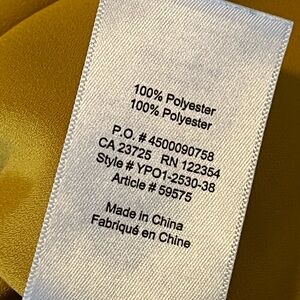 100% Polyester
100% Polyester
P.O. # 4500090758
CA 23725 RN 122354
Style # YPO1-2530-38
Article # 59575
Made in China
Fabriqué en Chine